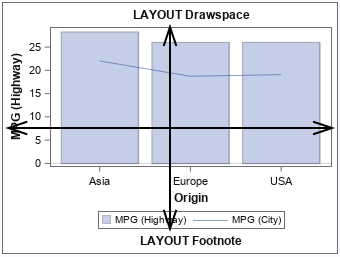 LAYOUT Drawspace
MPG (Highway)
25
20
15
10
5
0
Asia Europe USA
Origin
MPG (Highway) MPG (City)
LAYOUT Footnote